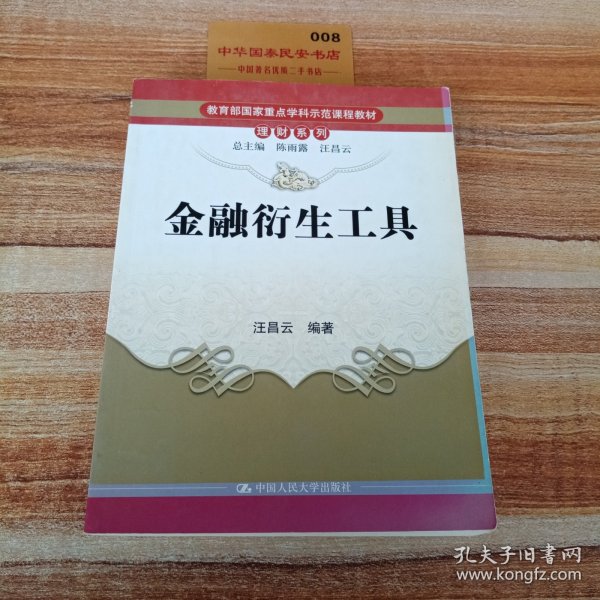 008
中华国泰民安书店
中国著名优质二手书店
教育部国家重点学科示范课程教材
理财系列
总主编 陈雨露 汪昌云
金融衍生工具
汪昌云 编著
中国人民大学出版社
孔夫子旧书网
www.kongfz.com